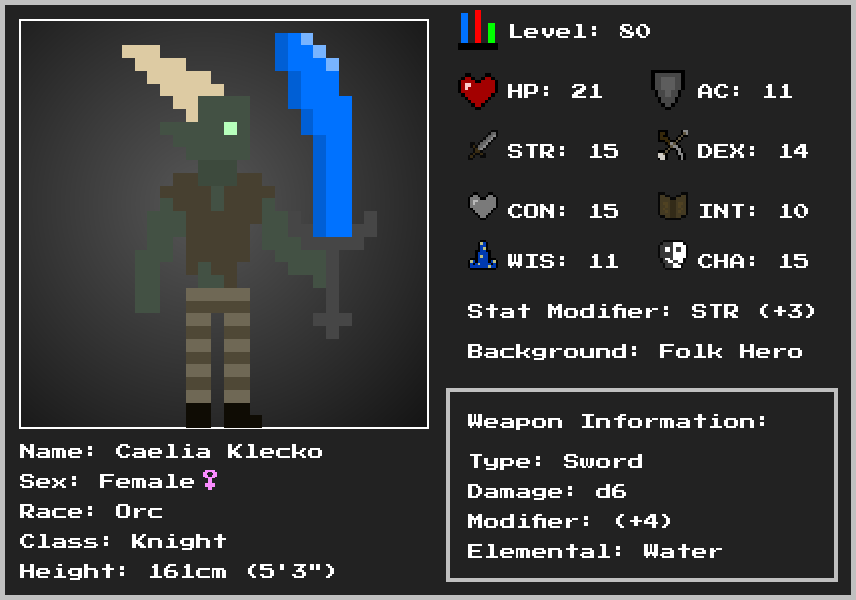 Level: 80
HP: 21 AC: 11
STR: 15 DEX: 14
CON: 15 INT: 10
WIS: 11 CHA: 15
Stat Modifier: STR (+3)
Background: Folk Hero
Weapon Information:
Type: Sword
Damage: d6
Modifier: (+4)
Elemental: Water
Name: Caelia Klecko
Sex: Female♀
Race: Orc
Class: Knight
Height: 161cm (5'3")